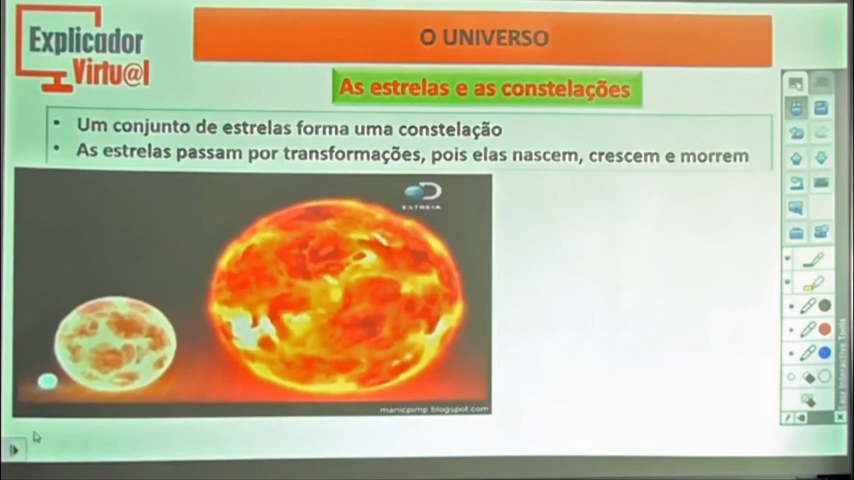 Explicador
Virtu@l
O UNIVERSO
As estrelas e as constelações
• Um conjunto de estrelas forma uma constelação
• As estrelas passam por transformações, pois elas nascem, crescem e morrem
ESTREIA
manicpimp.blogspot.com